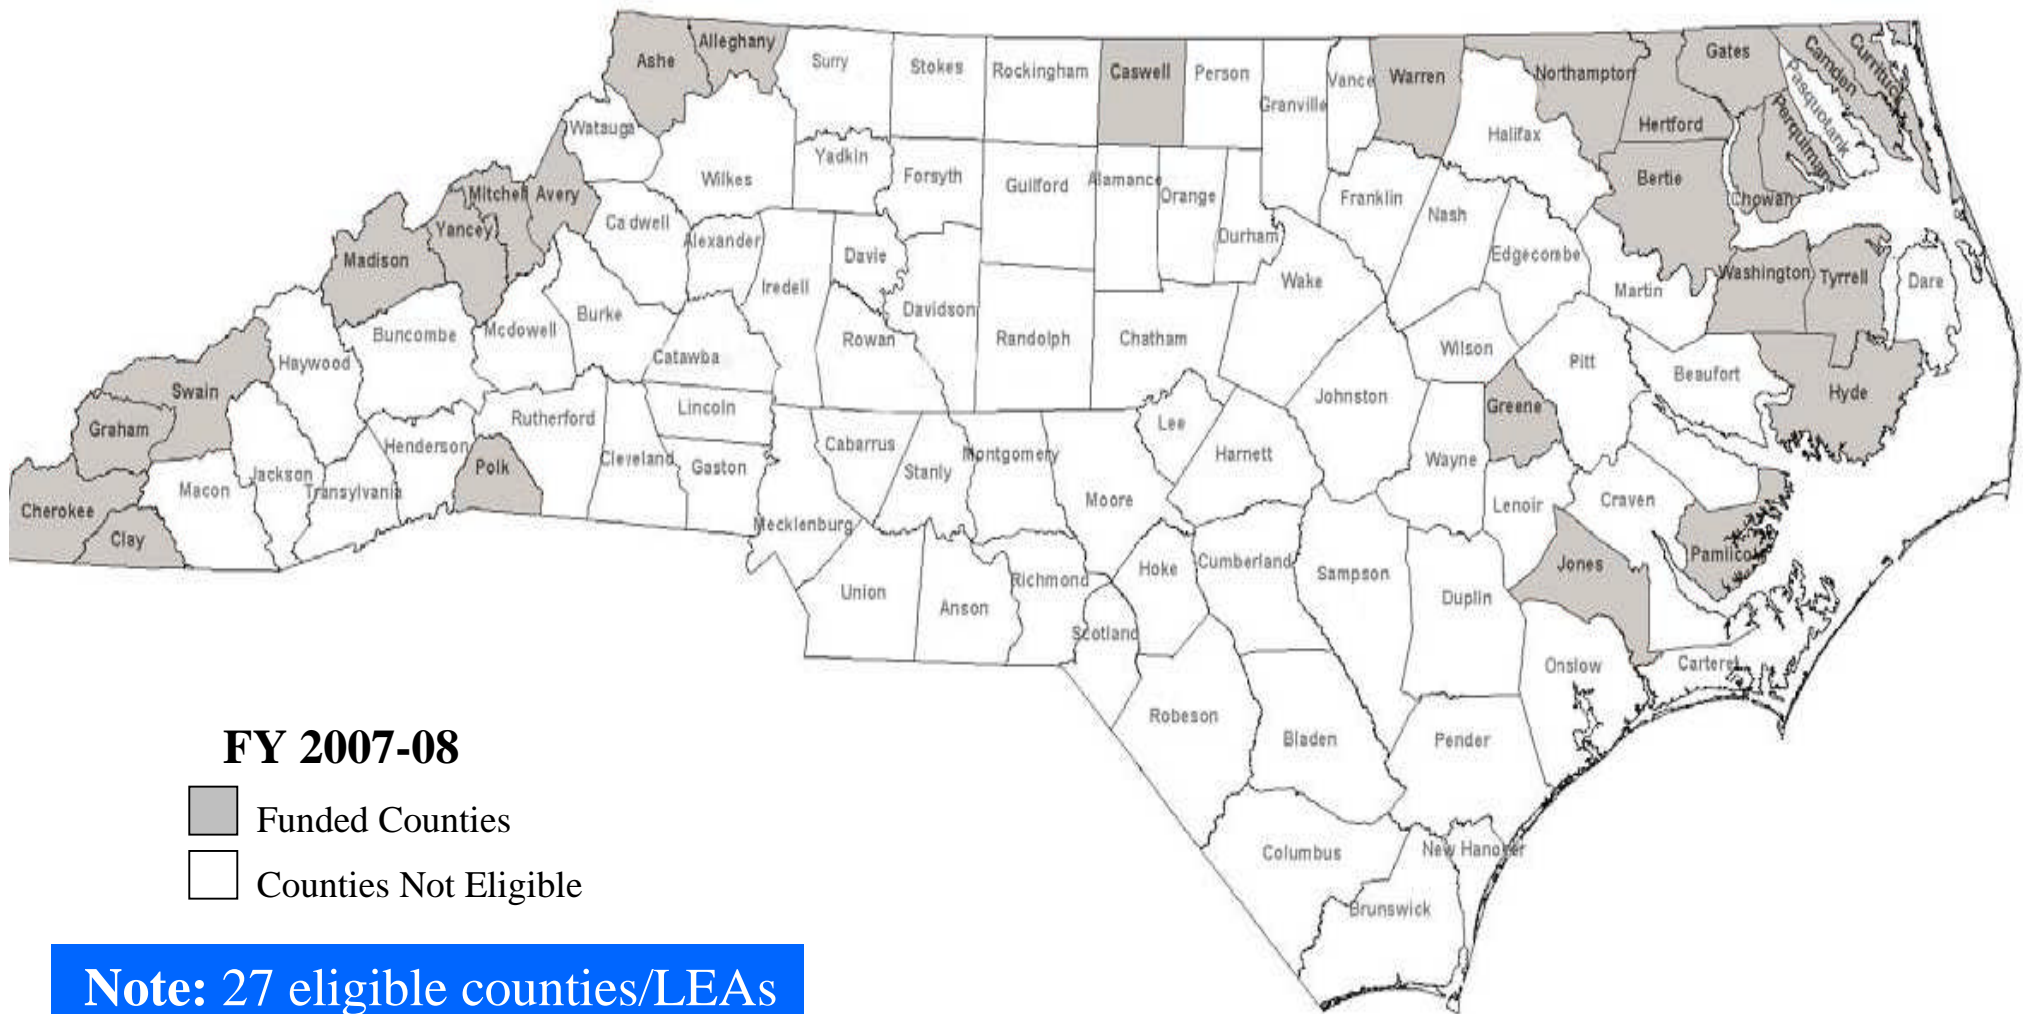 Ashe
Alleghany
Surry
Stokes
Rockingham
Caswell
Person
Granville
Vance
Warren
Northampton
Gates
Camden
Currituck
Pasquotank
Perquimans
Hertford
Halifax
Watauga
Wilkes
Yadkin
Forsyth
Guilford
Alamance
Orange
Durham
Franklin
Nash
Edgecombe
Bertie
Chowan
Mitchell
Avery
Yancey
Madison
Caldwell
Alexander
Iredell
Davie
Davidson
Randolph
Chatham
Wake
Wilson
Martin
Washington
Tyrrell
Dare
Swain
Haywood
Buncombe
Mcdowell
Burke
Catawba
Rowan
Johnston
Greene
Pitt
Beaufort
Hyde
Graham
Cherokee
Clay
Macon
Jackson
Transylvania
Henderson
Polk
Rutherford
Cleveland
Lincoln
Gaston
Mecklenburg
Cabarrus
Stanly
Montgomery
Moore
Lee
Harnett
Wayne
Lenoir
Craven
Pamlico
Jones
Union
Anson
Richmond
Scotland
Hoke
Cumberland
Sampson
Duplin
Onslow
Carteret
Robeson
Bladen
Pender
Columbus
New Hanover
Brunswick
FY 2007-08
Funded Counties
Counties Not Eligible
Note: 27 eligible counties/LEAs